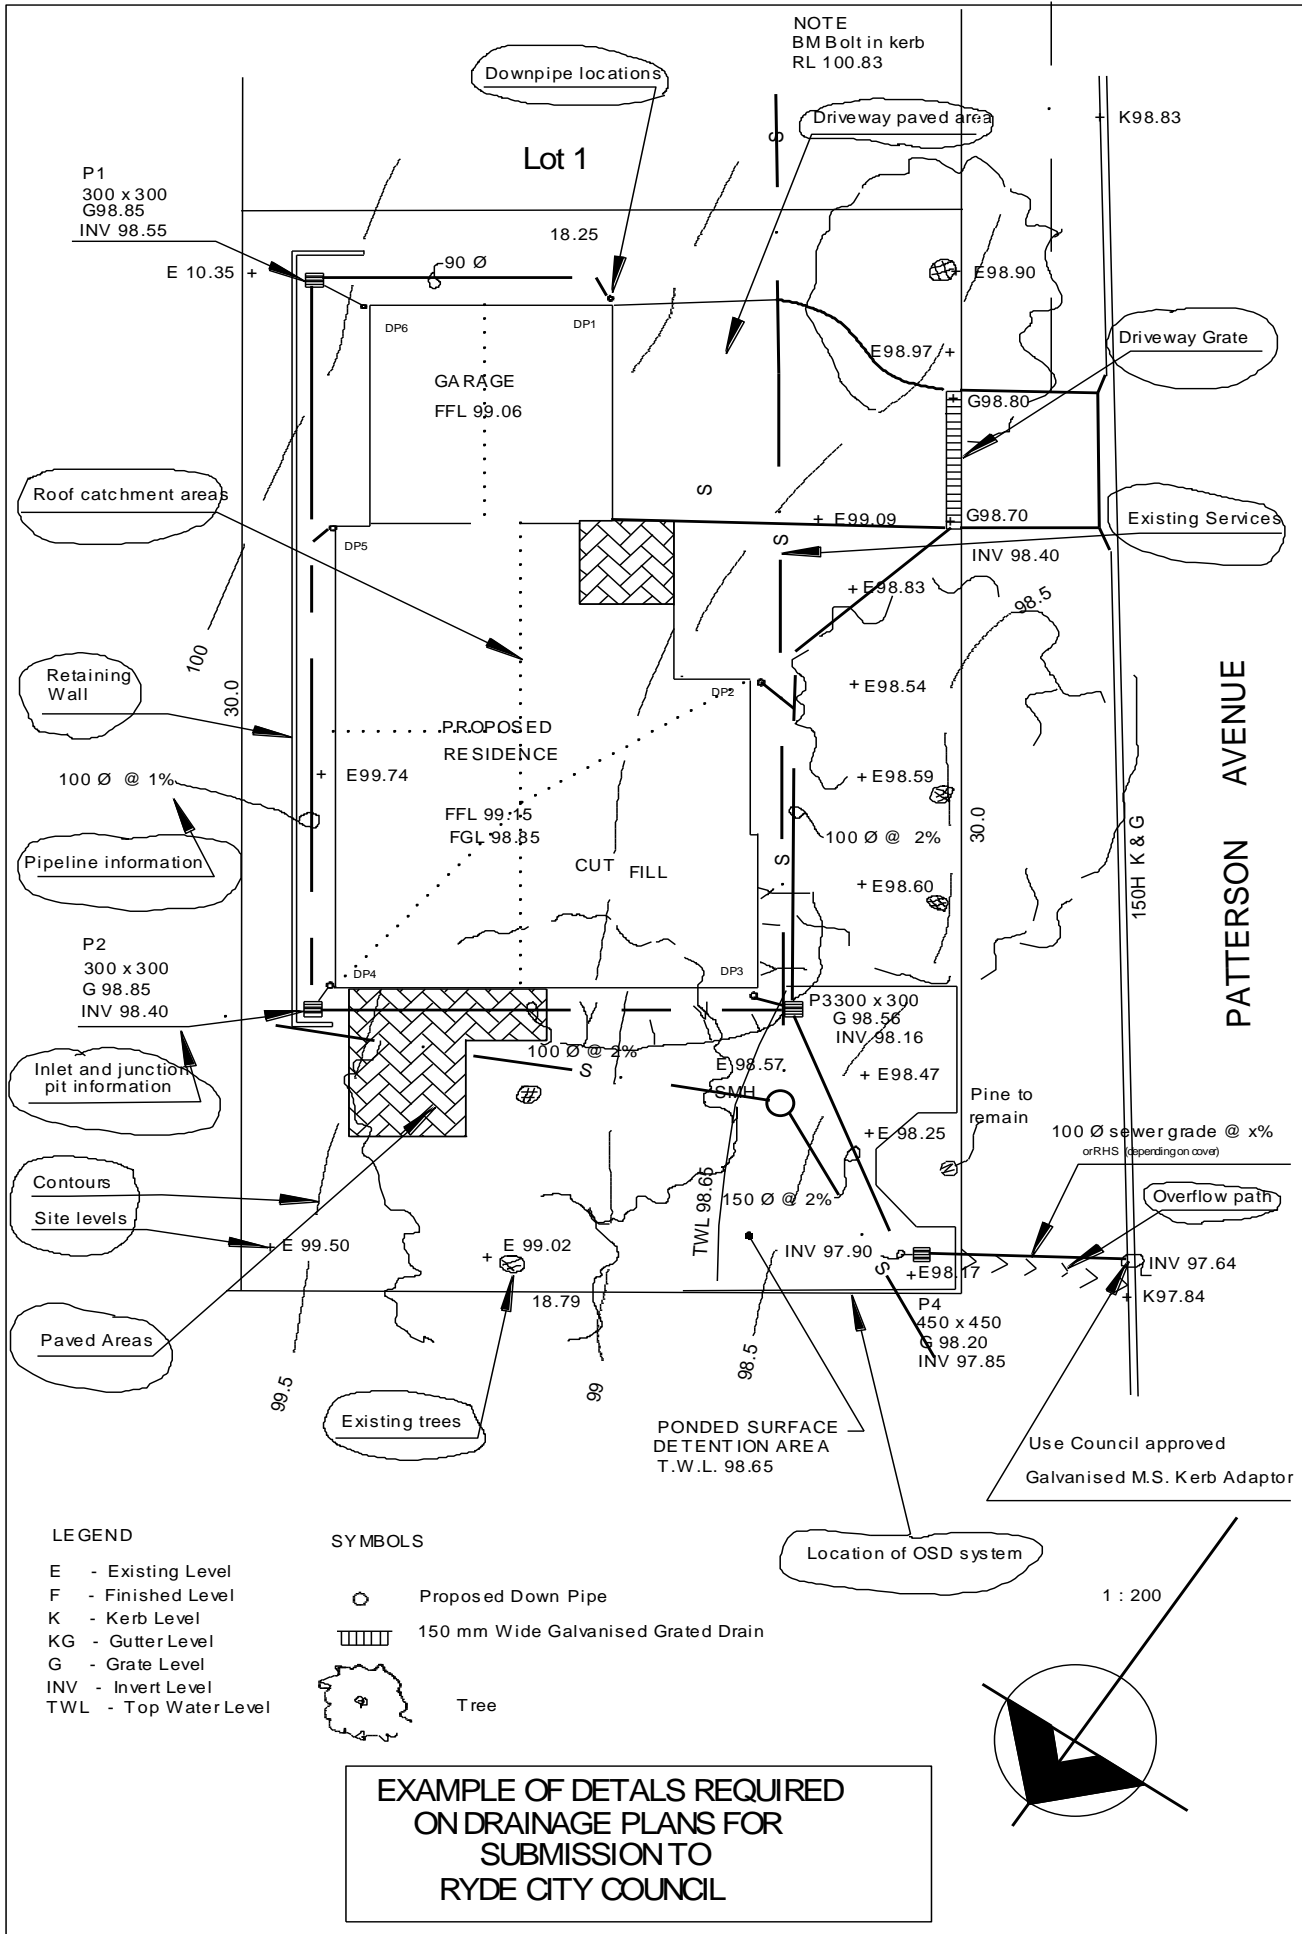 NOTE
BM Bolt in kerb
RL 100.83
Downpipe locations
Driveway paved area
S
K98.83
Lot 1
P1
300 x 300
G98.85
INV 98.55
18.25
E 10.35
90 Ø
E98.90
DP6
DP1
Driveway Grate
E98.97
GARAGE
FFL 99.06
G98.80
Roof catchment areas
S
G98.70
E99.09
Existing Services
DP5
S
INV 98.40
E98.83
98.5
100
Retaining
Wall
30.0
E98.54
DP2
PROPOSED
RESIDENCE
PATTERSON AVENUE
100 Ø @ 1%
E99.74
E98.59
FFL 99.15
FGL 98.85
100 Ø @ 2%
30.0
Pipeline information
CUT
FILL
S
E98.60
150H K & G
P2
300 x 300
G 98.85
INV 98.40
DP4
DP3
P3300 x 300
G 98.56
INV 98.16
100 Ø @ 2%
S
E 98.57
SMH
E98.47
Inlet and junction
pit information
Pine to
remain
E 98.25
100 Ø sewer grade @ x%
or RHS (depending on cover)
Contours
Site levels
TWL 98.65
150 Ø @ 2%
Overflow path
E 99.50
E 99.02
INV 97.90
S
E98.17
INV 97.64
K97.84
18.79
P4
450 x 450
G 98.20
INV 97.85
Paved Areas
99.5
99
98.5
Existing trees
PONDED SURFACE
DETENTION AREA
T.W.L. 98.65
Use Council approved
Galvanised M.S. Kerb Adaptor
Location of OSD system
LEGEND
E - Existing Level
F - Finished Level
K - Kerb Level
KG - Gutter Level
G - Grate Level
INV - Invert Level
TWL - Top Water Level
SYMBOLS
Proposed Down Pipe
150 mm Wide Galvanised Grated Drain
Tree
1 : 200
EXAMPLE OF DETALS REQUIRED
ON DRAINAGE PLANS FOR
SUBMISSION TO
RYDE CITY COUNCIL